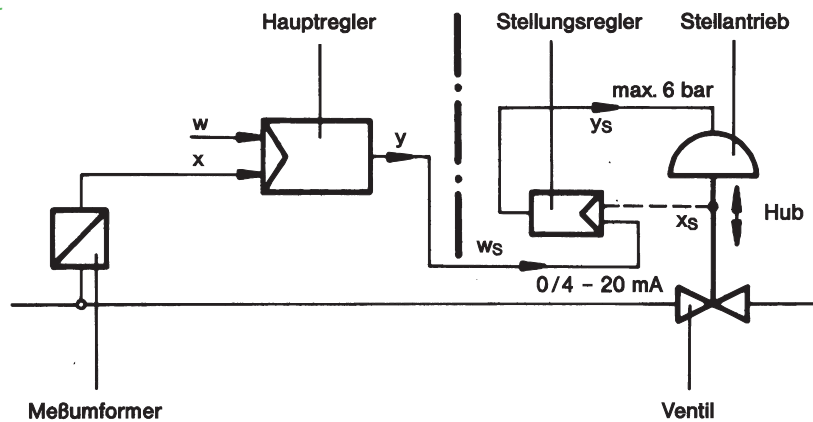 Hauptregler
Stellungsregler
Stellantrieb
max. 6 bar
w
y
yS
x
xS
Hub
wS
0/4 – 20 mA
Meßumformer
Ventil